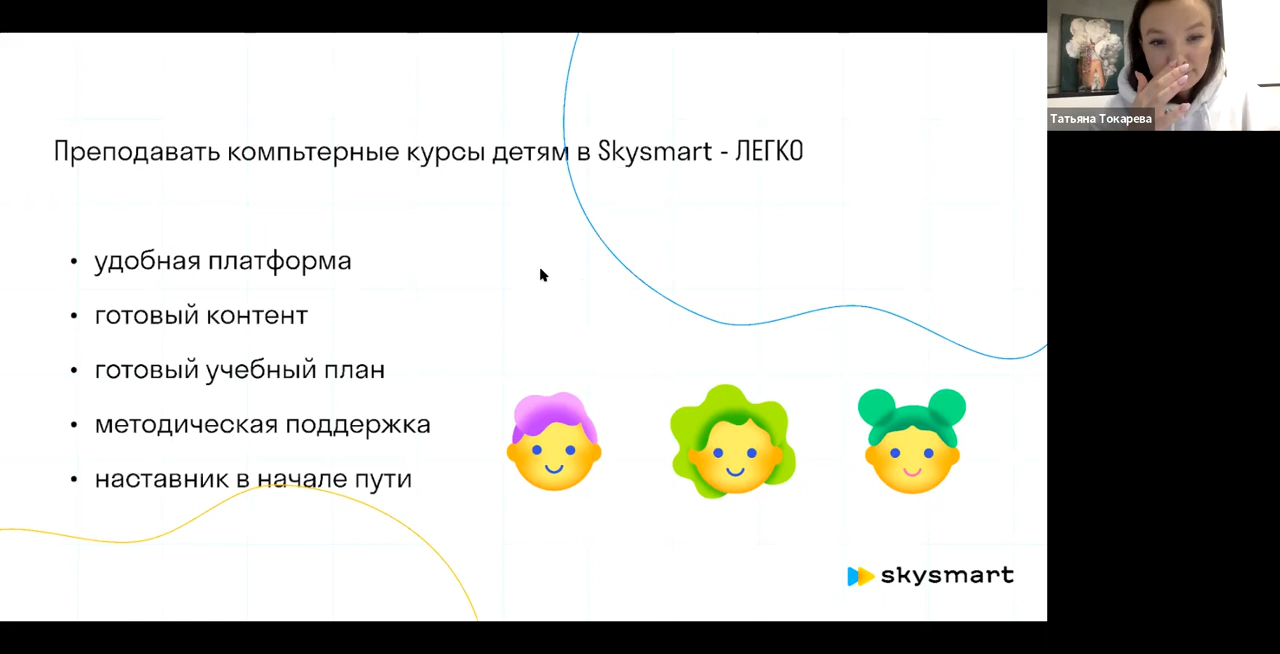 Преподавать компьтерные курсы детям в Skysmart - ЛЕГКО
• удобная платформа
• готовый контент
• готовый учебный план
• методическая поддержка
• наставник в начале пути
skysmart
Татьяна Токарева